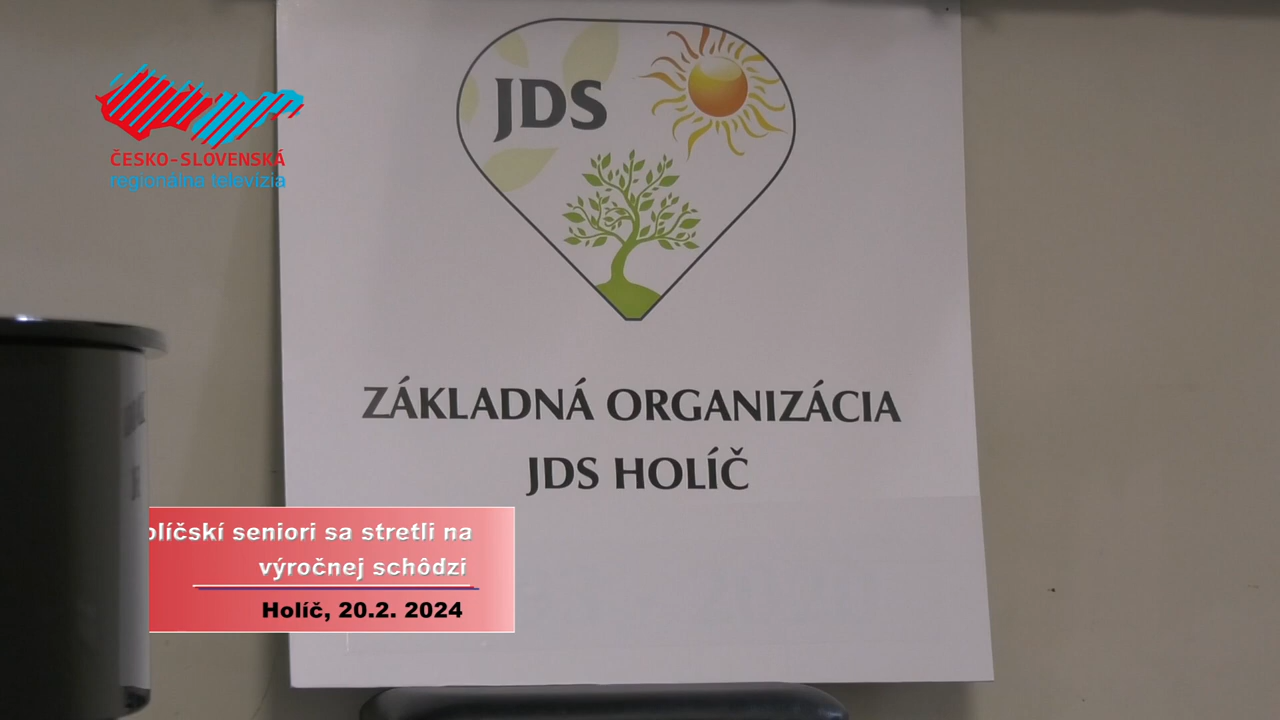 JDS
ČESKO-SLOVENSKÁ
regionálna televízia
ZÁKLADNÁ ORGANIZÁCIA
JDS HOLÍČ
seniori sa stretli na
výročnej schôdzi
Holíč, 20.2. 2024